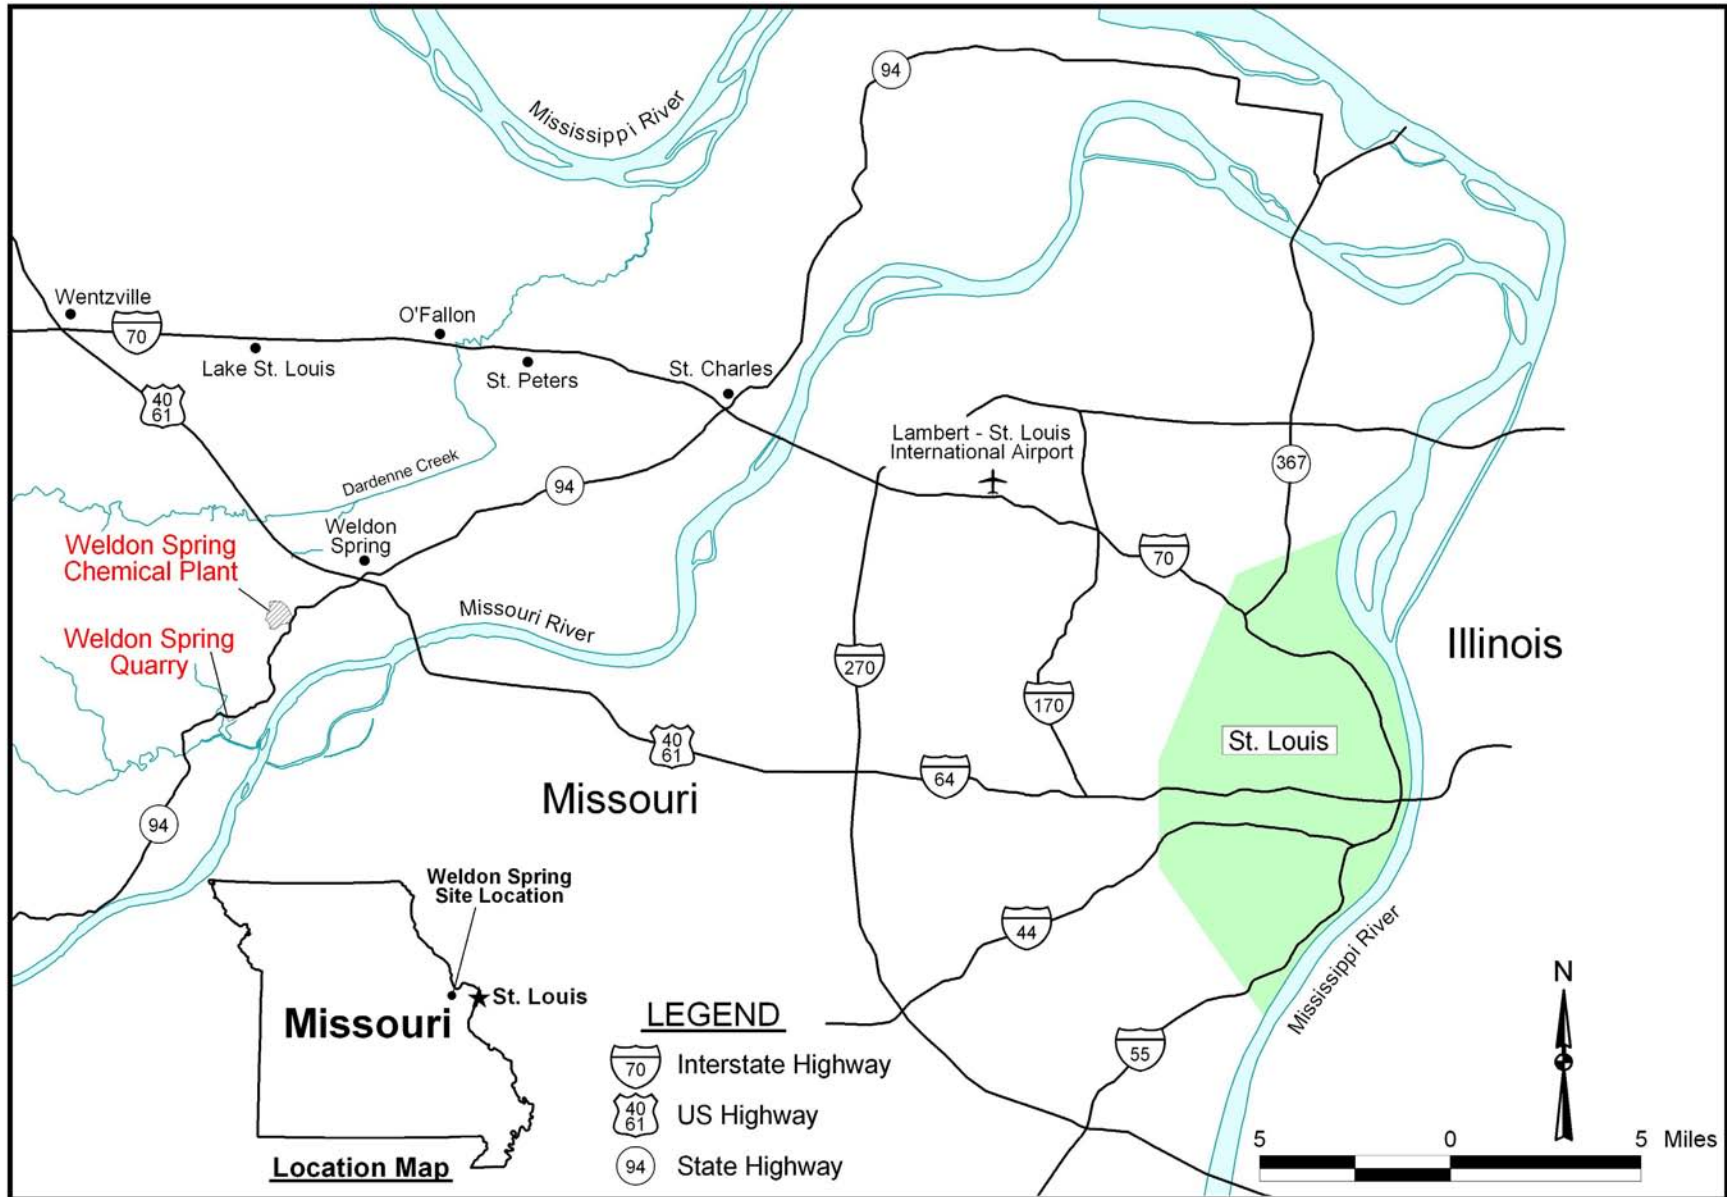 94
Mississippi River
Wentzville
70
O'Fallon
Lake St. Louis
St. Peters
St. Charles
40
61
Lambert - St. Louis
International Airport
367
Dardenne Creek
94
Weldon
Spring
Weldon Spring
Chemical Plant
70
Missouri River
Weldon Spring
Quarry
Illinois
270
170
40
61
St. Louis
64
Missouri
94
Weldon Spring
Site Location
44
Mississippi River
N
St. Louis
Missouri
LEGEND
55
70
Interstate Highway
40
61
US Highway
94
State Highway
Location Map
5 0 5 Miles